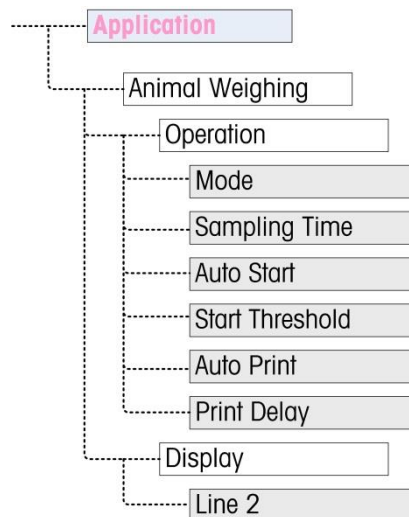 Application
Animal Weighing
Operation
Mode
Sampling Time
Auto Start
Start Threshold
Auto Print
Print Delay
Display
Line 2